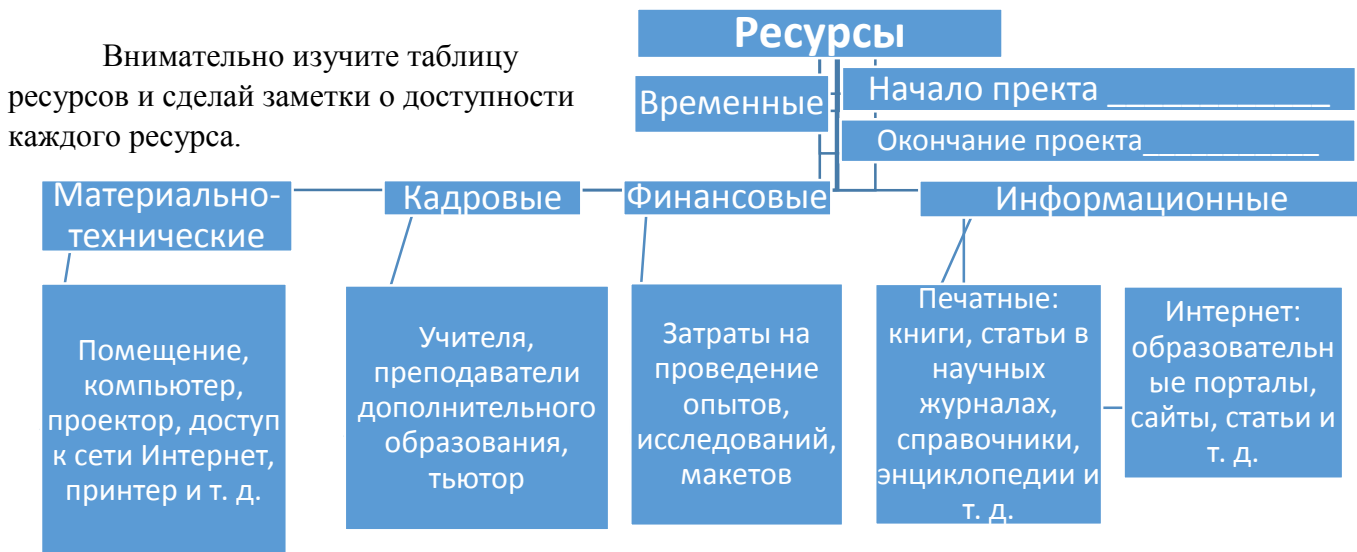 Внимательно изучите таблицу
ресурсов и сделай заметки о доступности
каждого ресурса.
Ресурсы
Временные
Начало пректа ______________
Окончание проекта____________
Материально-
технические
Кадровые
Финансовые
Информационные
Помещение,
компьютер,
проектор, доступ
к сети Интернет,
принтер и т. д.
Учителя,
преподаватели
дополнительного
образования,
тьютор
Затраты на
проведение
опытов,
исследований,
макетов
Печатные:
книги, статьи в
научных
журналах,
справочники,
энциклопедии и
т. д.
Интернет:
образовательн
ые порталы,
сайты, статьи и
т. д.